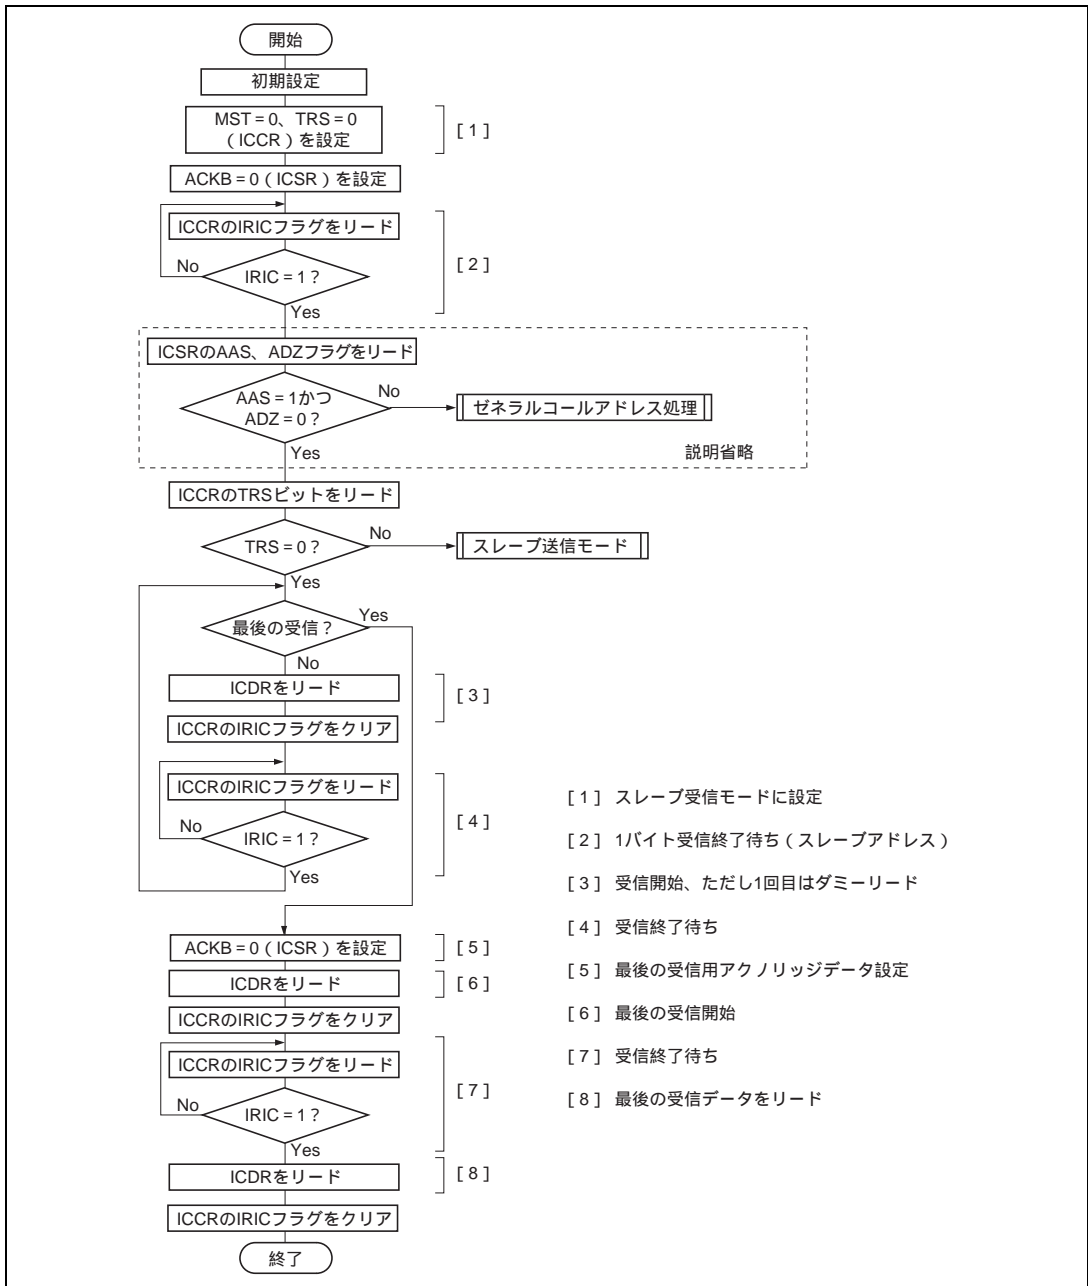 開始
初期設定
MST = 0、TRS = 0
（ICCR）を設定
[ 1 ]
ACKB = 0（ICSR）を設定
ICCRのIRICフラグをリード
No
IRIC = 1？
[ 2 ]
Yes
ICSRのAAS、ADZフラグをリード
AAS = 1かつ
ADZ = 0？
No
ゼネラルコールアドレス処理
Yes
説明省略
ICCRのTRSビットをリード
TRS = 0？
No
スレーブ送信モード
Yes
最後の受信？
Yes
No
ICDRをリード
[ 3 ]
ICCRのIRICフラグをクリア
ICCRのIRICフラグをリード
No
IRIC = 1？
[ 4 ]
Yes
ACKB = 0（ICSR）を設定
[ 5 ]
ICDRをリード
[ 6 ]
ICCRのIRICフラグをクリア
ICCRのIRICフラグをリード
No
IRIC = 1？
[ 7 ]
Yes
ICDRをリード
[ 8 ]
ICCRのIRICフラグをクリア
終了
[ 1 ] スレーブ受信モードに設定
[ 2 ] 1バイト受信終了待ち（スレーブアドレス）
[ 3 ] 受信開始、ただし1回目はダミーリード
[ 4 ] 受信終了待ち
[ 5 ] 最後の受信用アクノリッジデータ設定
[ 6 ] 最後の受信開始
[ 7 ] 受信終了待ち
[ 8 ] 最後の受信データをリード